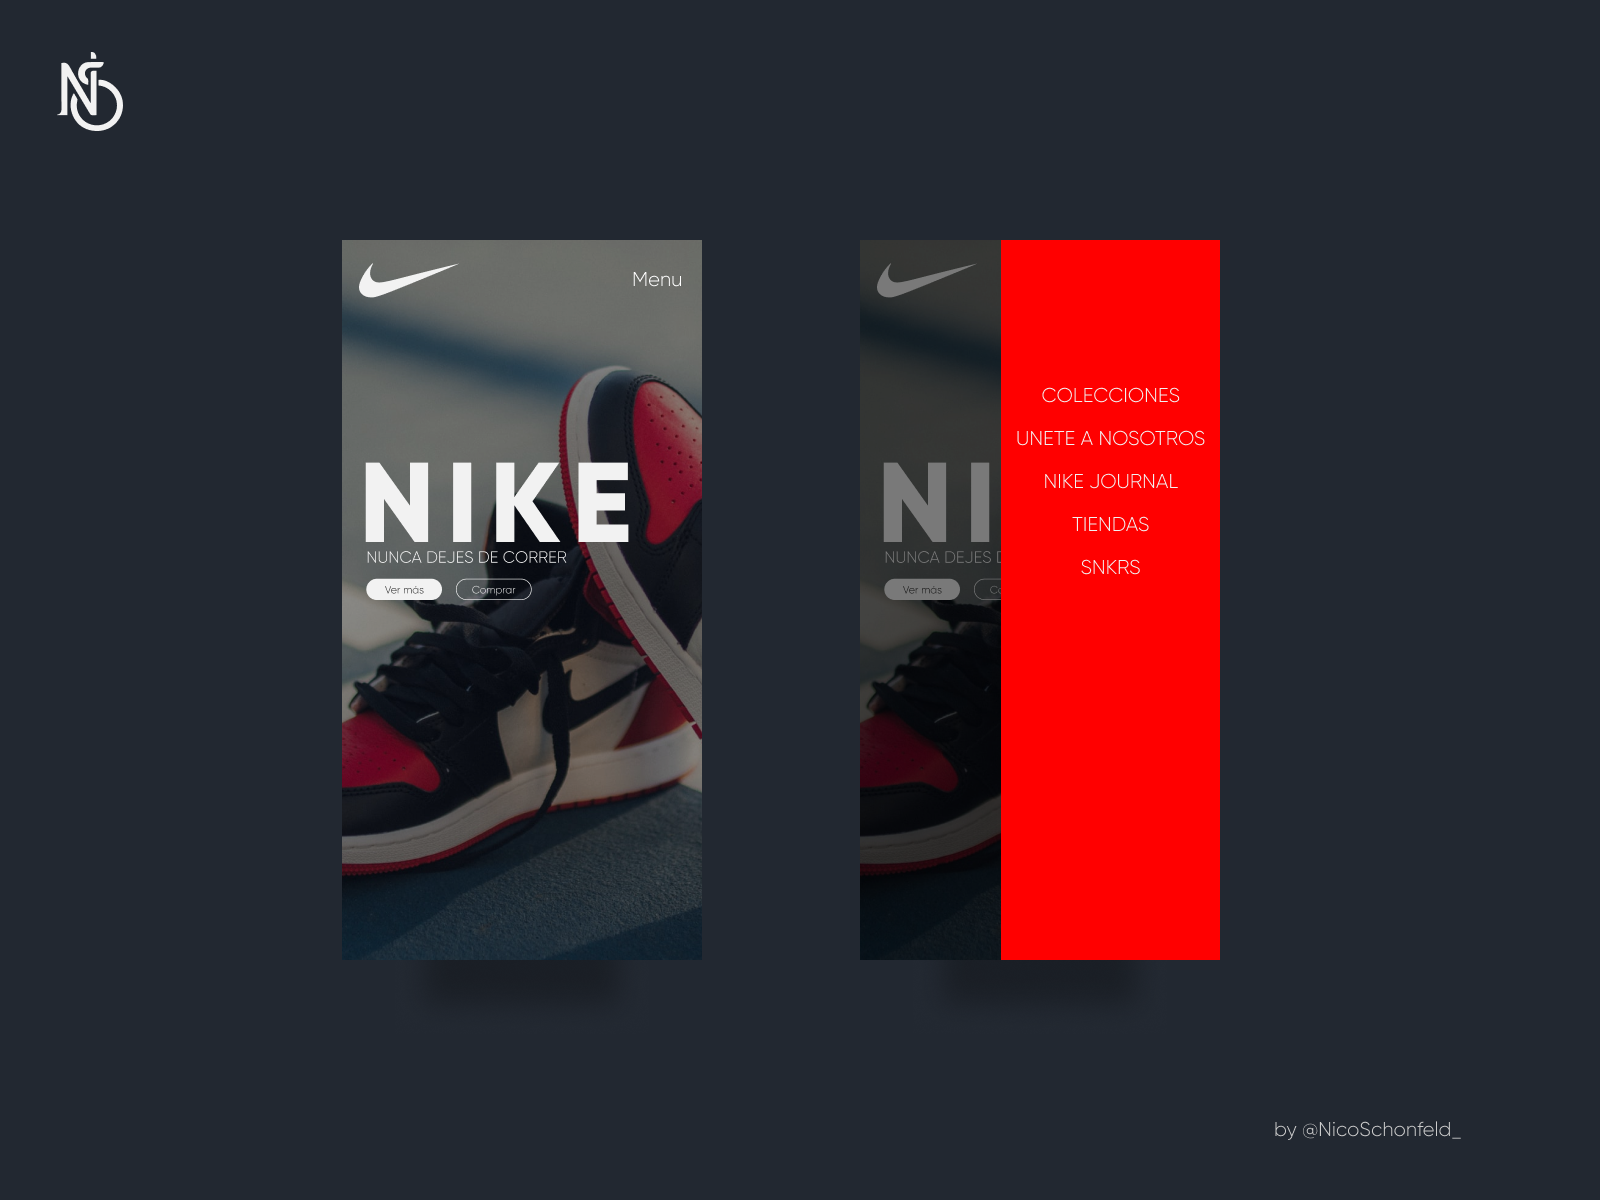 Menu
NIKE
NUNCA DEJES DE CORRER
Ver más
Comprar
NI
NUNCA DEJES D
Ver más
Co
COLECCIONES
UNETE A NOSOTROS
NIKE JOURNAL
TIENDAS
SNKRS
by @NicoSchonfeld_